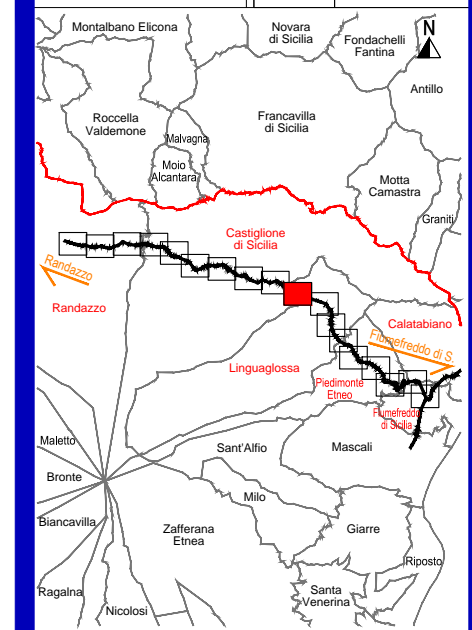 Montalbano Elicona
Novara
di Sicilia
Fondachelli
Fantina
N
Antillo
Roccella
Valdemone
Malvagna
Francavilla
di Sicilia
Moio
Alcantara
Motta
Camastra
Graniti
Castiglione
di Sicilia
Randazzo
Randazzo
Calatabiano
Fiumefreddo di S.
Linguaglossa
Piedimonte
Etneo
Fiumefreddo
di Sicilia
Maletto
Sant'Alfio
Mascali
Bronte
Milo
Biancavilla
Zafferana
Etnea
Giarre
Riposto
Ragalna
Santa
Venerina
Nicolosi